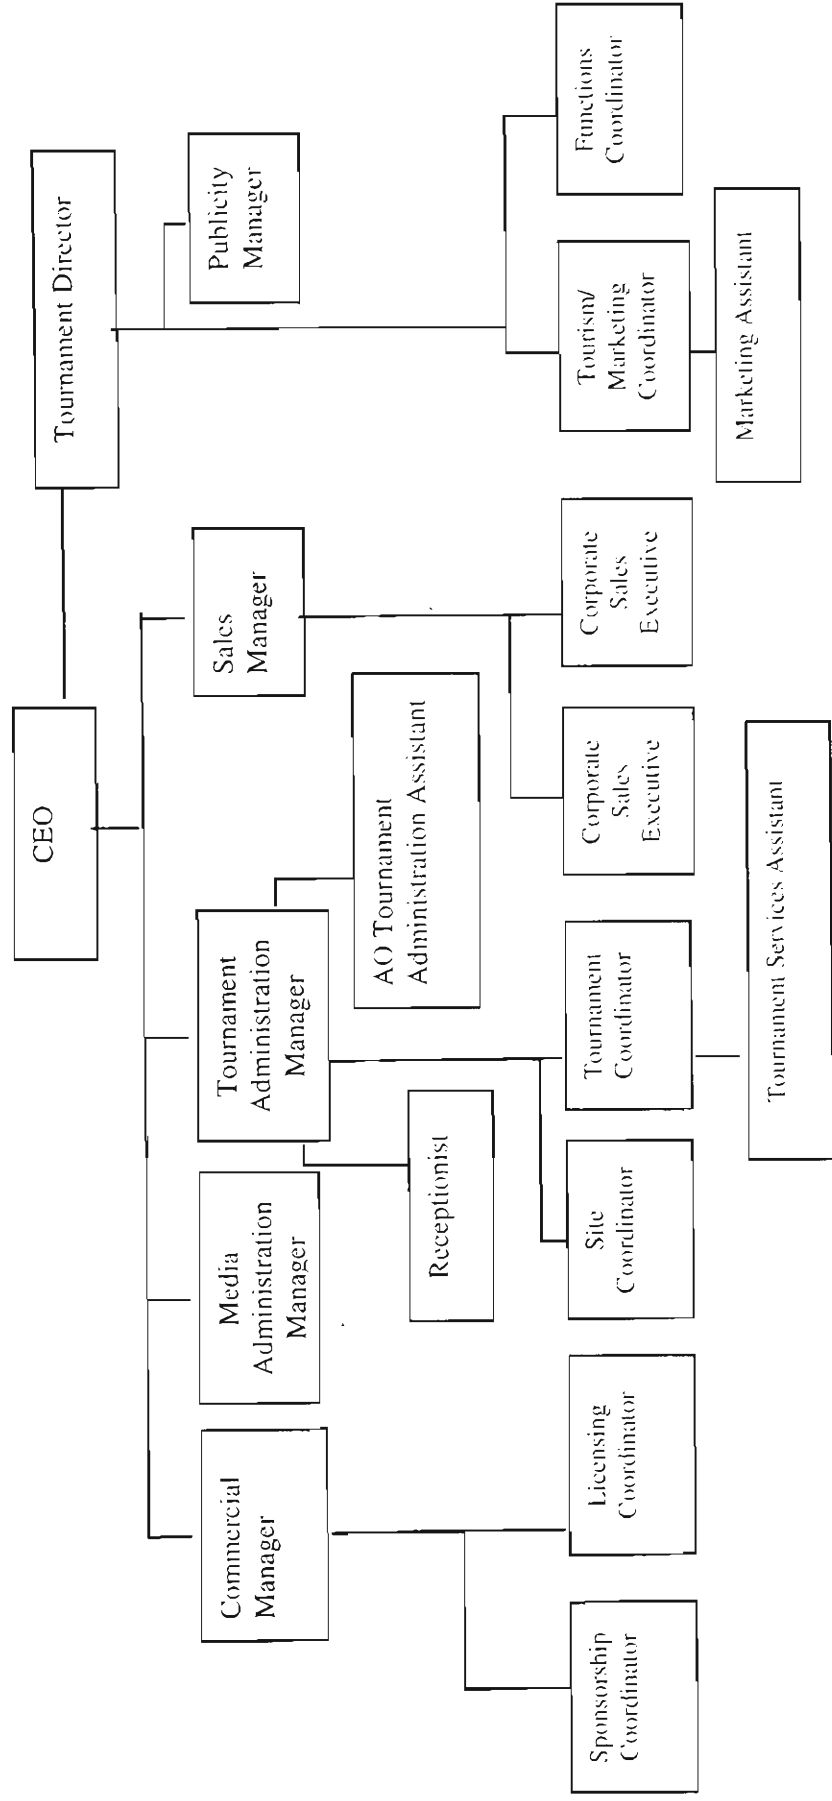 CEO
Tournament Director
Commercial
Manager
Media
Administration
Manager
Tournament
Administration
Manager
Sales
Manager
Publicity
Manager
AO Tournament
Administration Assistant
Receptionist
Sponsorship
Coordinator
Licensing
Coordinator
Site
Coordinator
Tournament
Coordinator
Corporate
Sales
Executive
Corporate
Sales
Executive
Tourism/
Marketing
Coordinator
Functions
Coordinator
Tournament Services Assistant
Marketing Assistant